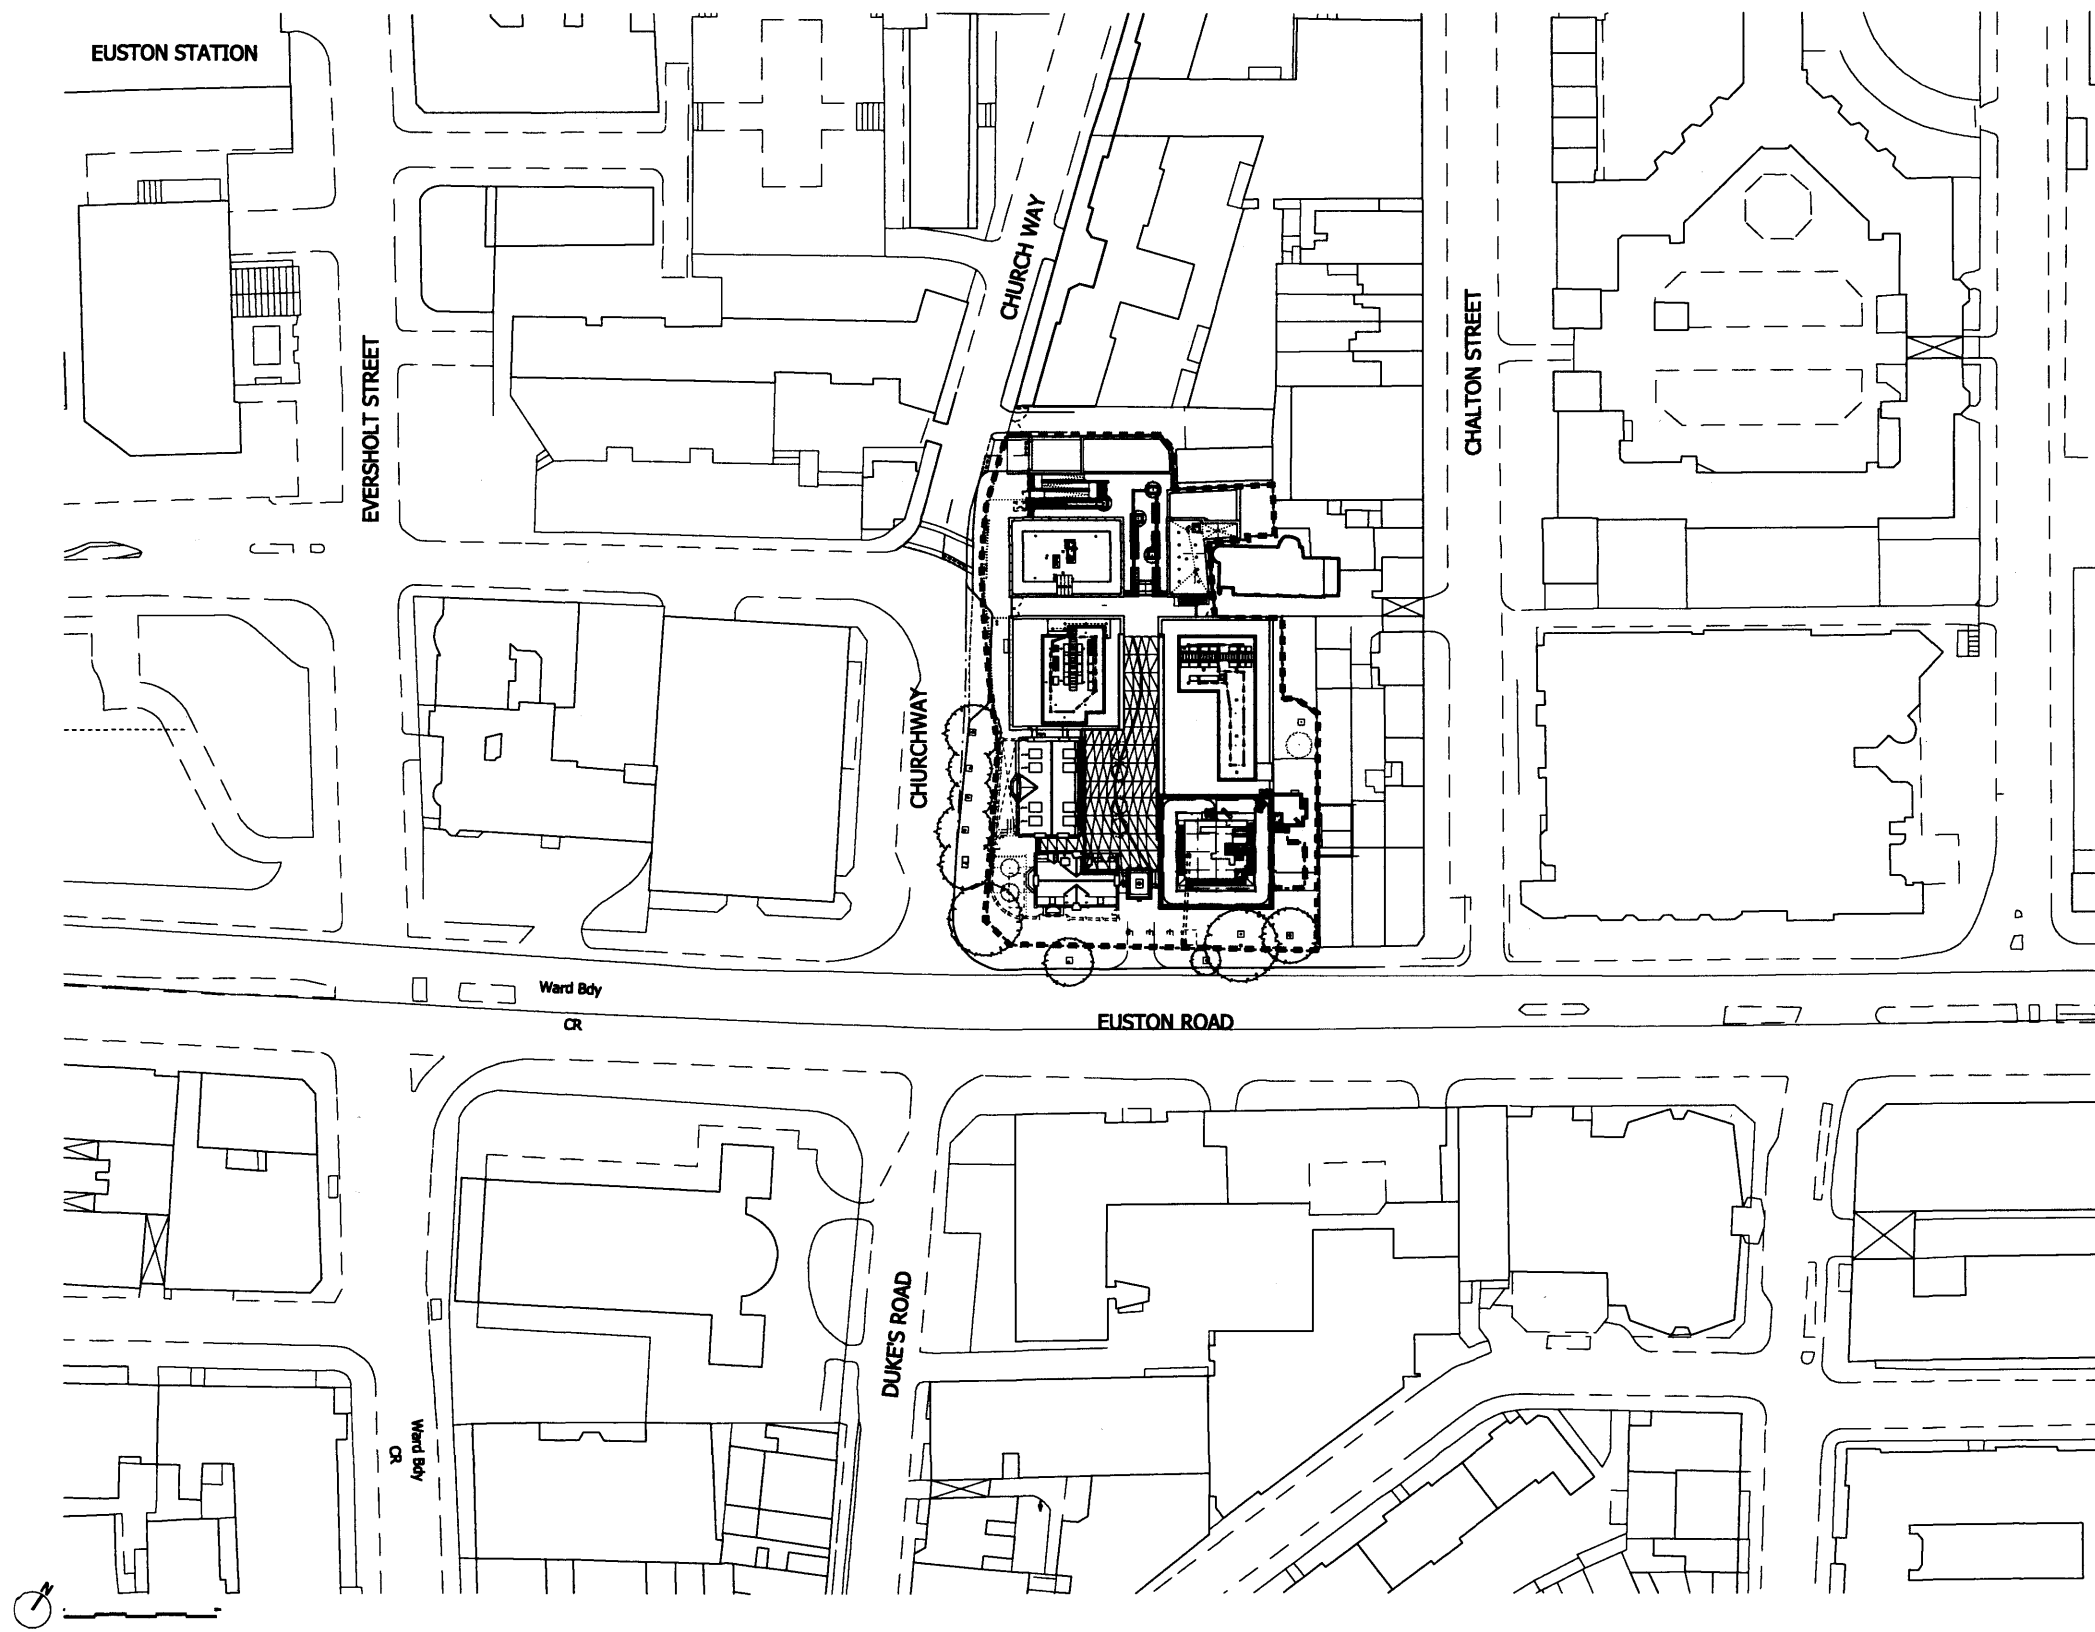 EUSTON STATION
CHURCH WAY
EVERSHOLT STREET
CHALTON STREET
CHURCHWAY
Ward Bdy
CR
EUSTON ROAD
DUKE'S ROAD
Ward Bdy
CR
N